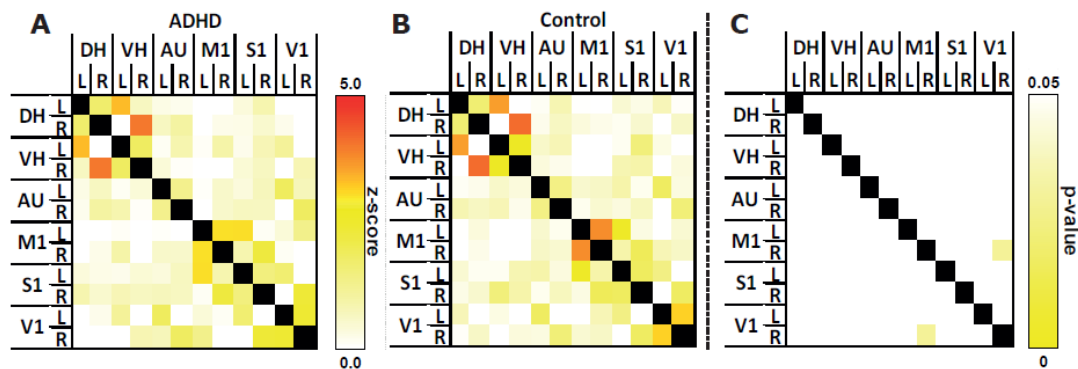 A ADHD
DH VH AU M1 S1 V1
L R L R L R L R L R L R
DH L
R
VH L
R
AU L
R
M1 L
R
S1 L
R
V1 L
R
5.0
z-score
0.0
B Control
DH VH AU M1 S1 V1
L R L R L R L R L R L R
DH L
R
VH L
R
AU L
R
M1 L
R
S1 L
R
V1 L
R
C
DH VH AU M1 S1 V1
L R L R L R L R L R L R
DH L
R
VH L
R
AU L
R
M1 L
R
S1 L
R
V1 L
R
0.05
p-value
0